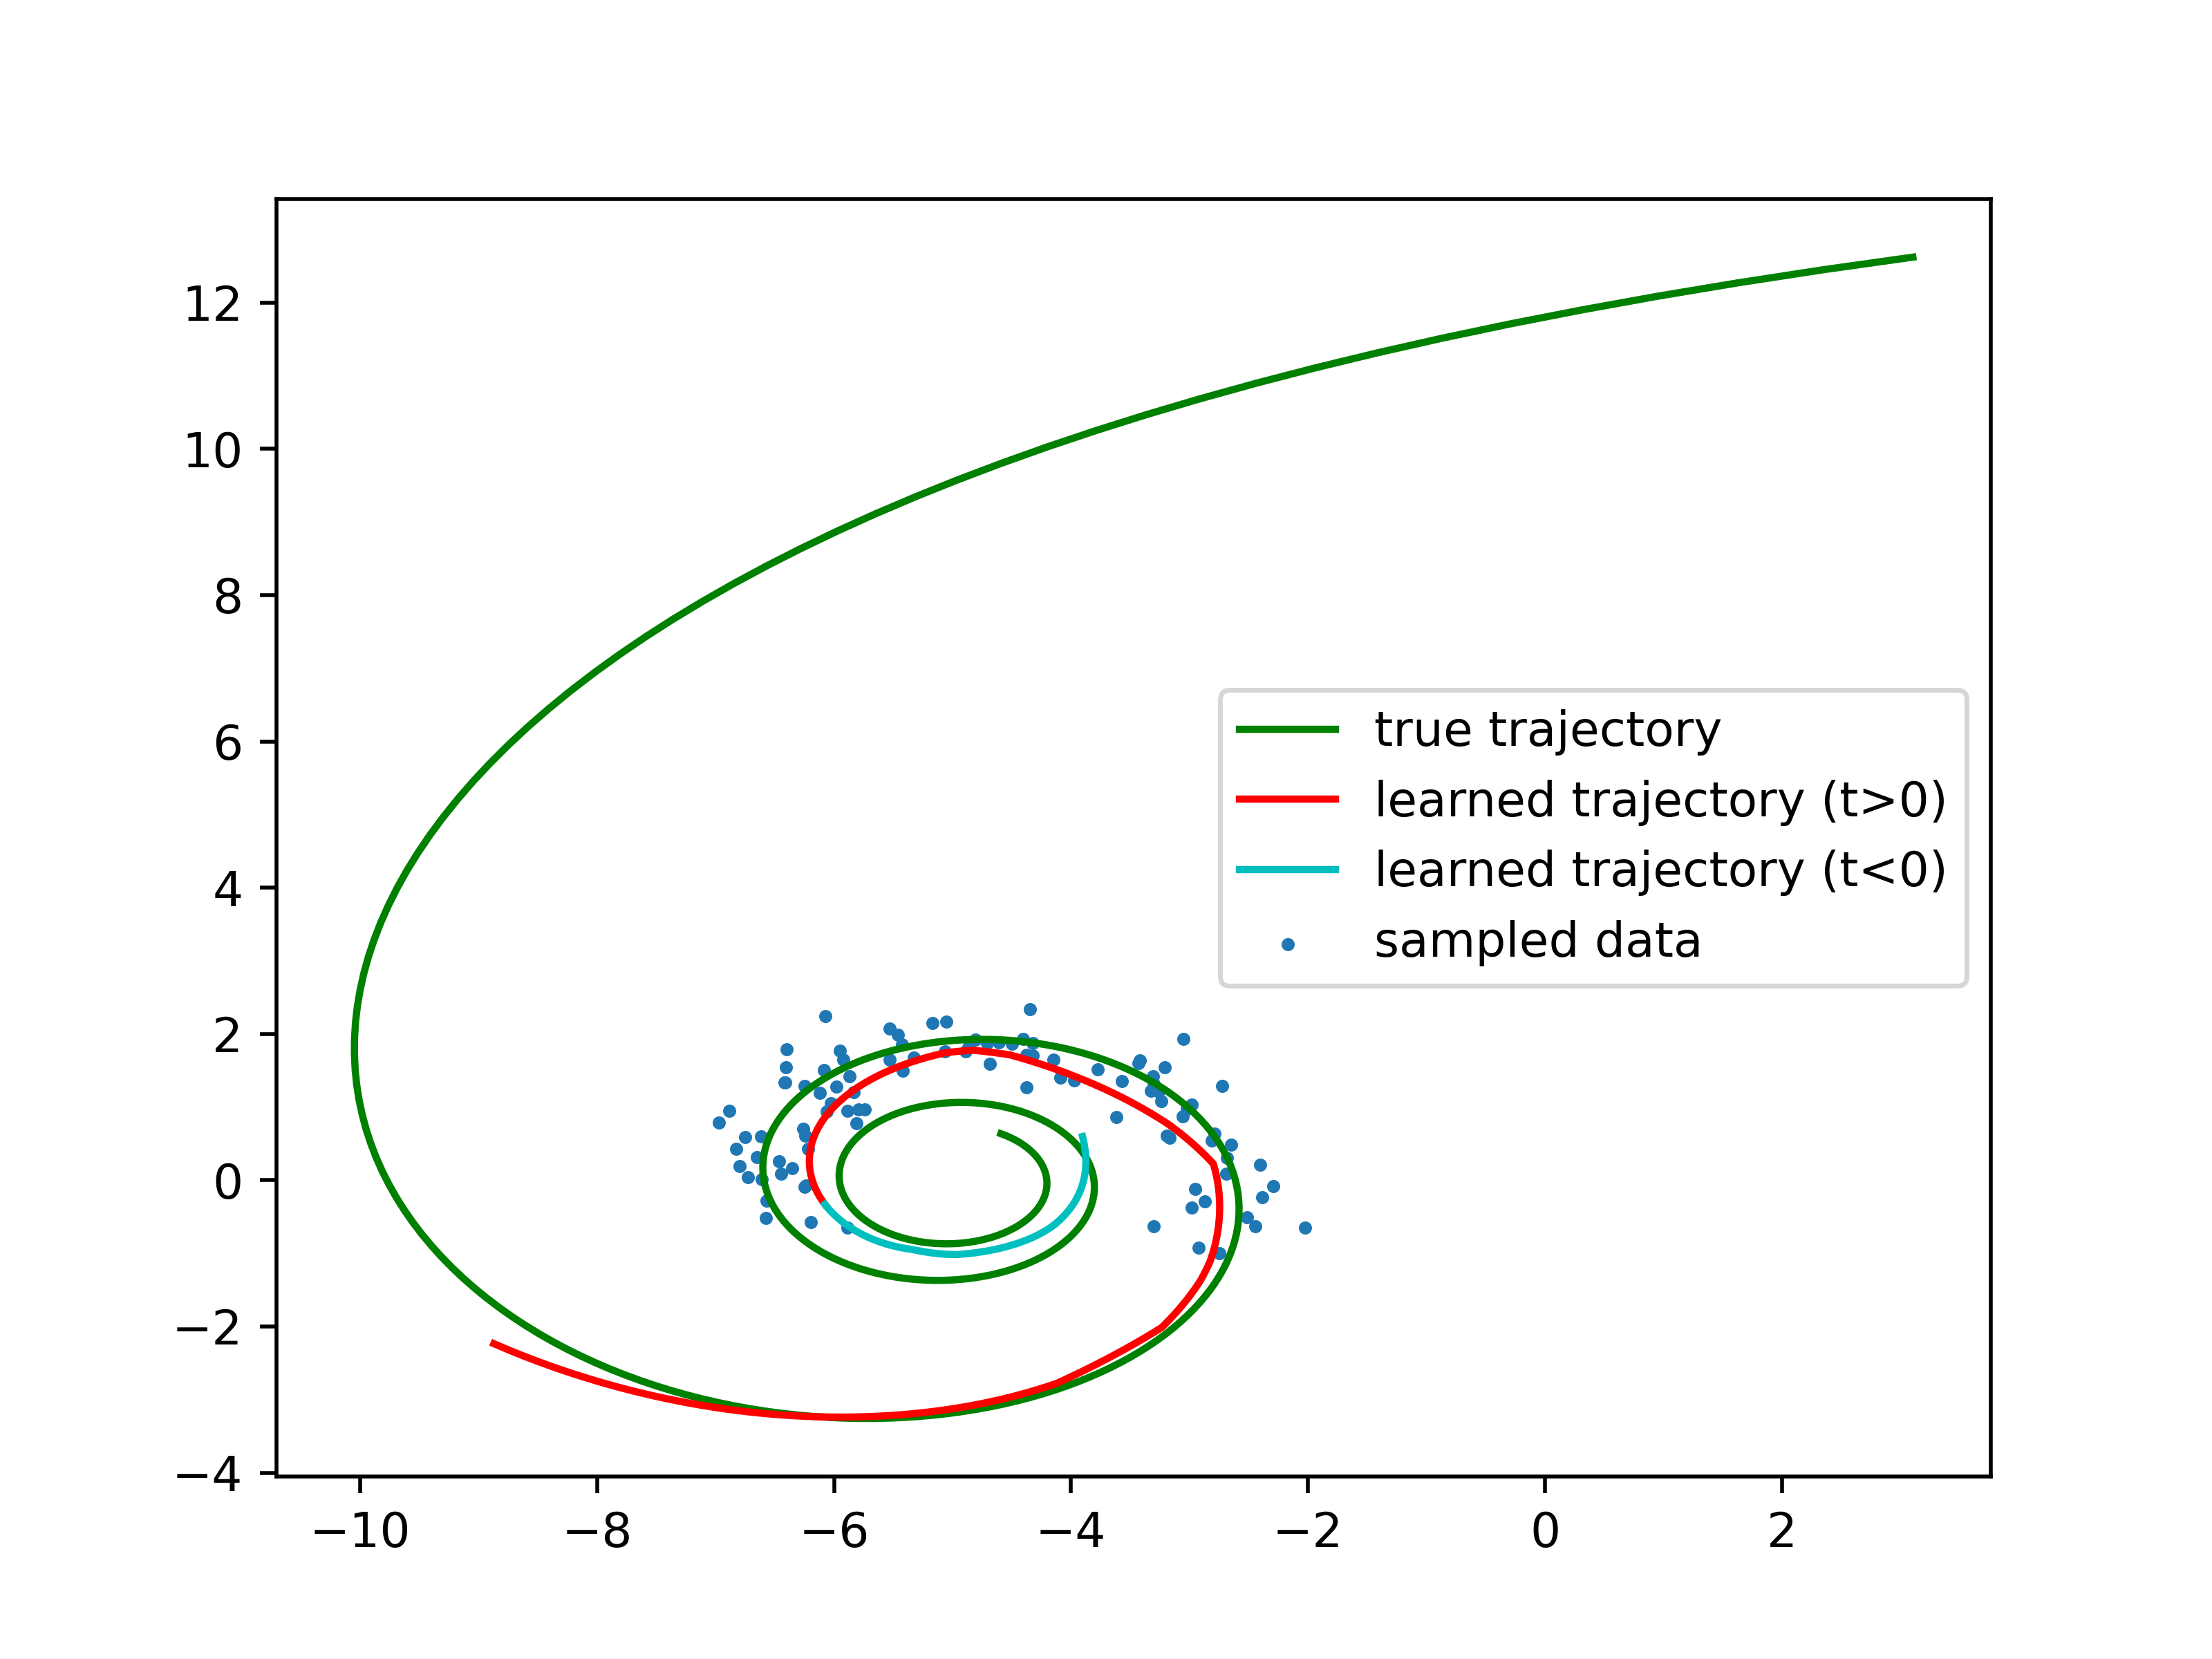 12
10
8
6
4
2
0
−2
−4
true trajectory
learned trajectory (t>0)
learned trajectory (t<0)
sampled data
−10 −8 −6 −4 −2 0 2